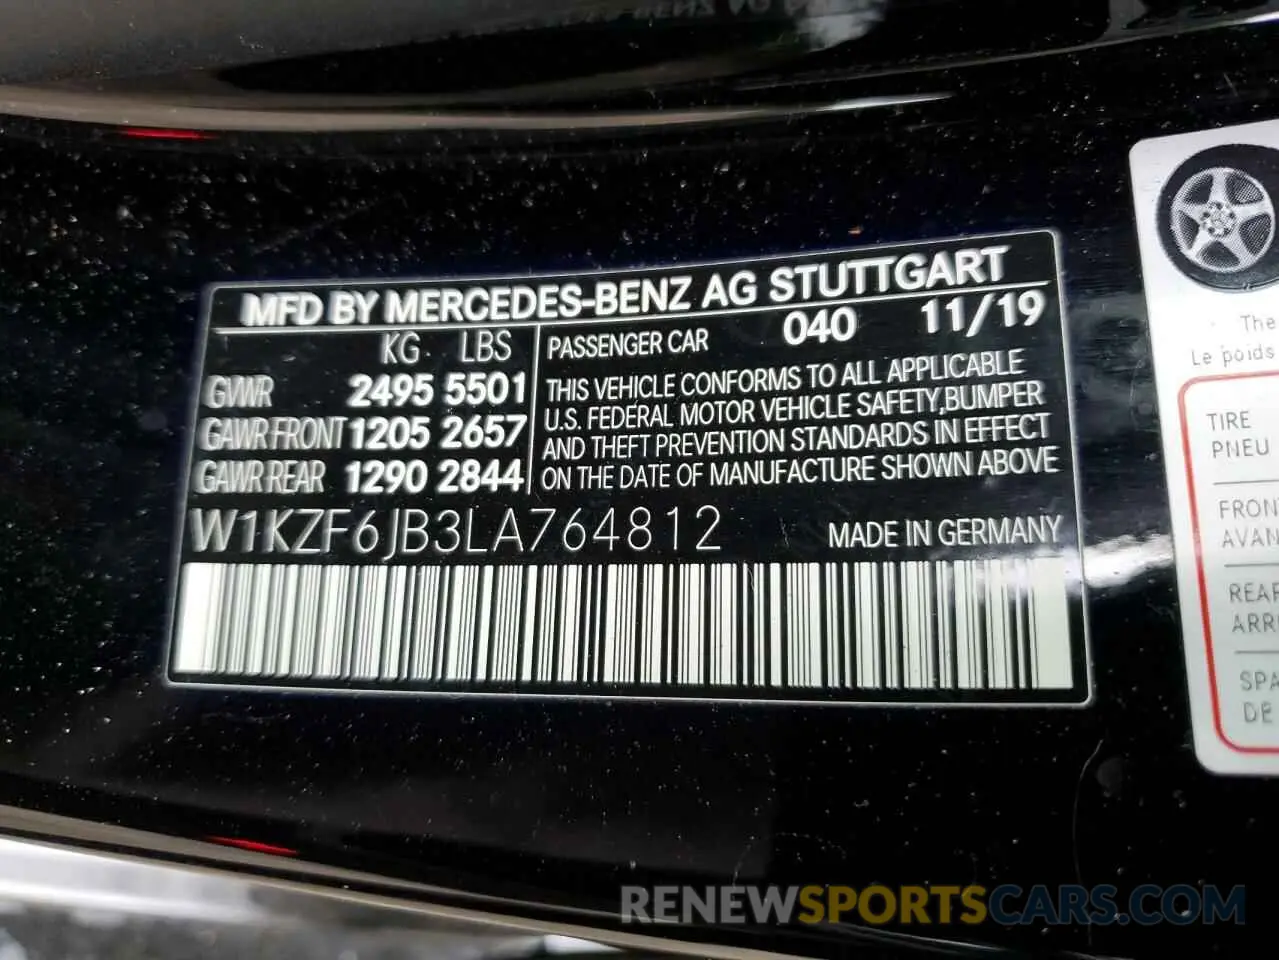 MFD BY MERCEDES-BENZ AG STUTTGART
KG LBS
GVWR 2495 5501
GAWR FRONT 1205 2657
GAWR REAR 1290 2844
PASSENGER CAR 040 11/19
THIS VEHICLE CONFORMS TO ALL APPLICABLE
U.S. FEDERAL MOTOR VEHICLE SAFETY,BUMPER
AND THEFT PREVENTION STANDARDS IN EFFECT
ON THE DATE OF MANUFACTURE SHOWN ABOVE
W1KZF6JB3LA764812 MADE IN GERMANY
The
Le poids
TIRE
PNEU
FRON
AVAN
REAR
ARR
SPA
DE
RENEWSPORTSCARS.COM